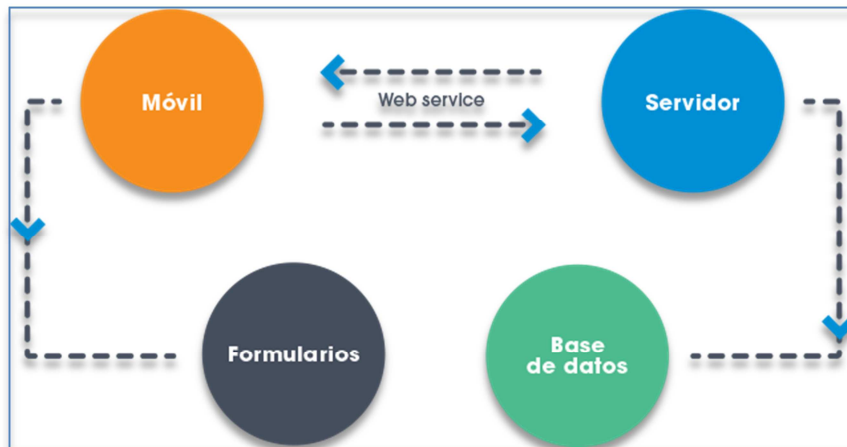 Móvil
Web service
Servidor
Formularios
Base
de datos